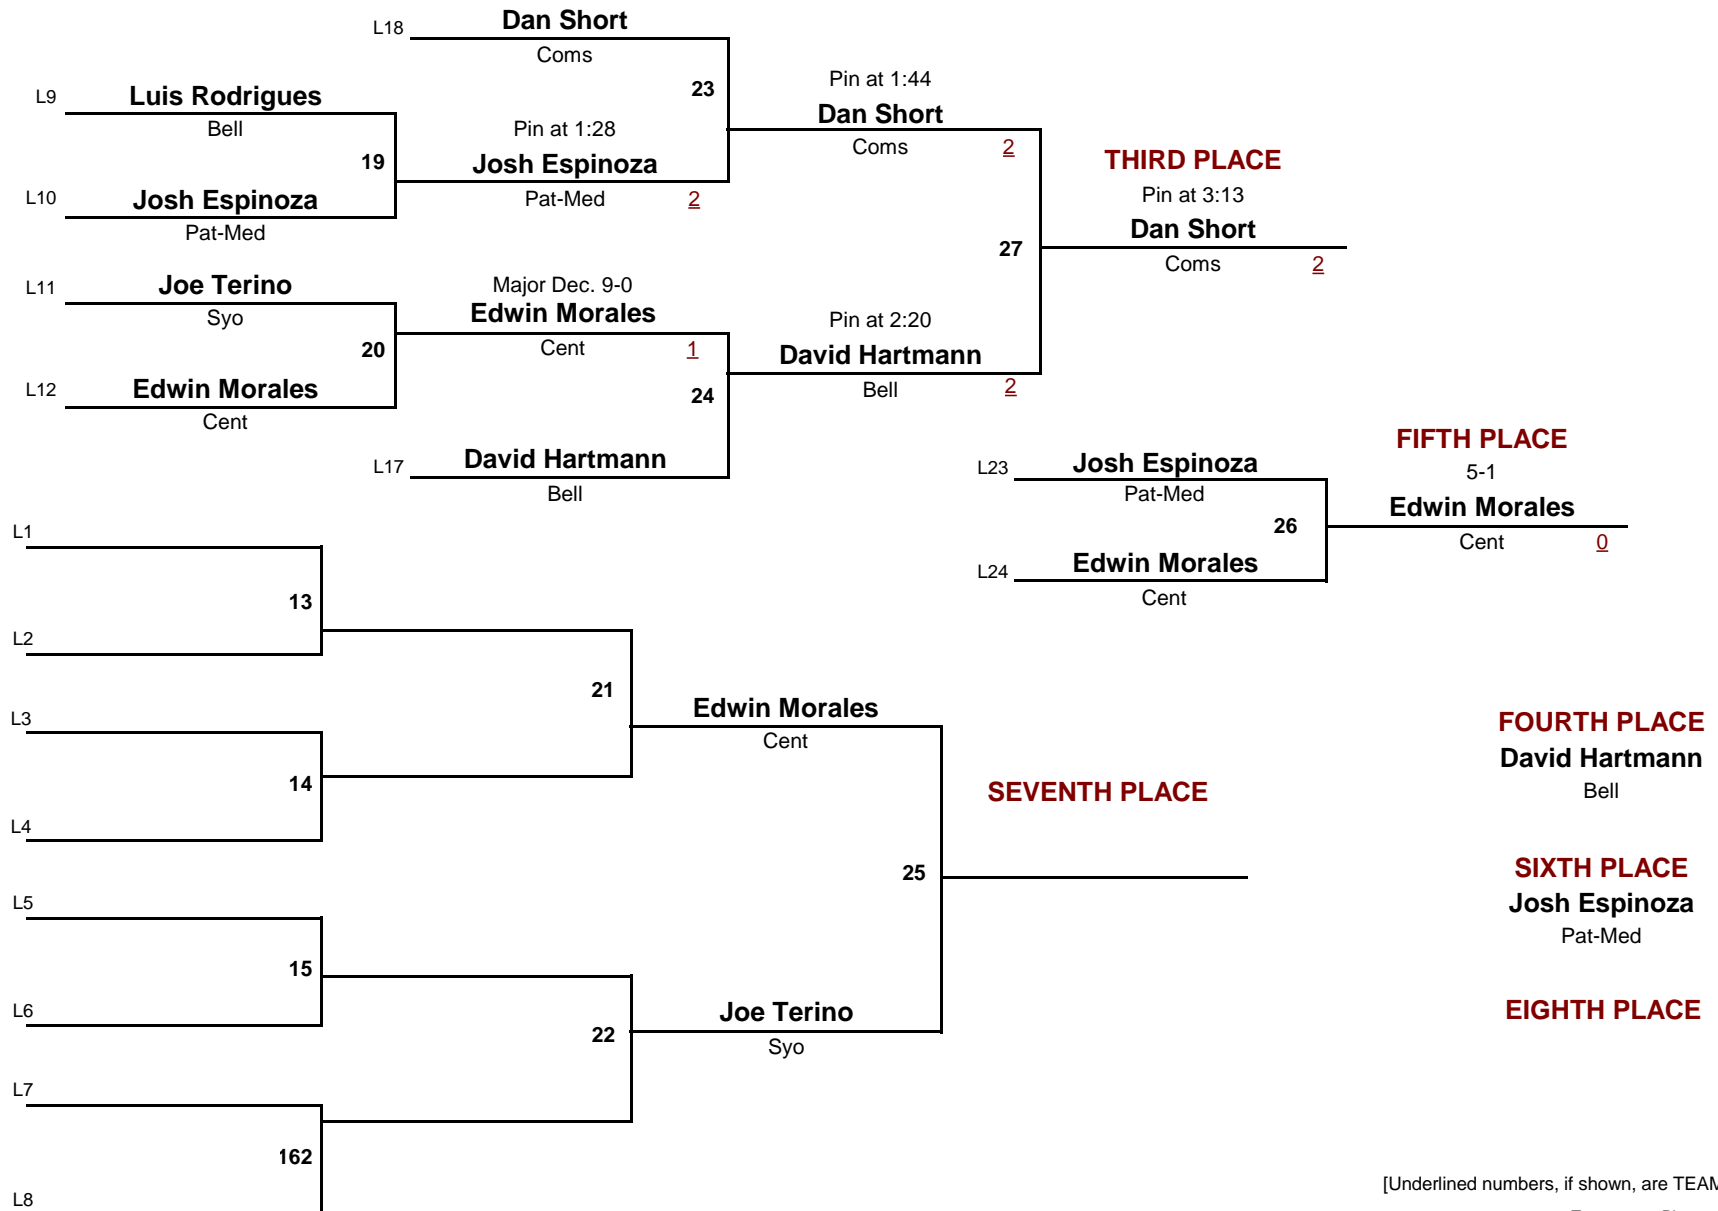 L18
Dan Short
Coms
23
L9
Luis Rodrigues
Bell
19
Pin at 1:28
Josh Espinoza
Pat-Med
2
L10
Josh Espinoza
Pat-Med
Pin at 1:44
Dan Short
Coms
2
THIRD PLACE
Pin at 3:13
Dan Short
Coms
2
27
L11
Joe Terino
Syo
20
Major Dec. 9-0
Edwin Morales
Cent
1
L12
Edwin Morales
Cent
24
Pin at 2:20
David Hartmann
Bell
2
L17
David Hartmann
Bell
L23
Josh Espinoza
Pat-Med
26
FIFTH PLACE
5-1
Edwin Morales
Cent
0
L24
Edwin Morales
Cent
L1
13
L2
21
L3
14
L4
Edwin Morales
Cent
SEVENTH PLACE
25
L5
15
L6
22
Joe Terino
Syo
L7
162
L8
FOURTH PLACE
David Hartmann
Bell
SIXTH PLACE
Josh Espinoza
Pat-Med
EIGHTH PLACE
[Underlined numbers, if shown, are TEAM